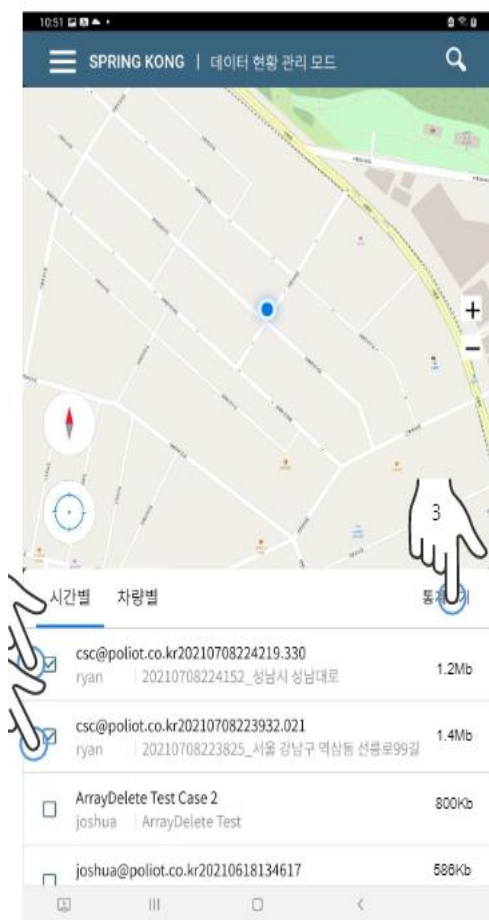 10:51
SPRING KONG | 데이터 현황 관리 모드
+
−
3
시간별 차량별
csc@poliot.co.kr20210708224219.330
ryan | 20210708224152_성남시 성남대로 1.2Mb
csc@poliot.co.kr20210708223932.021
ryan | 20210708223825_서울 강남구 역삼동 선릉로99길 1.4Mb
ArrayDelete Test Case 2
joshua | ArrayDelete Test 800Kb
joshua@poliot.co.kr20210618134617 586Kb